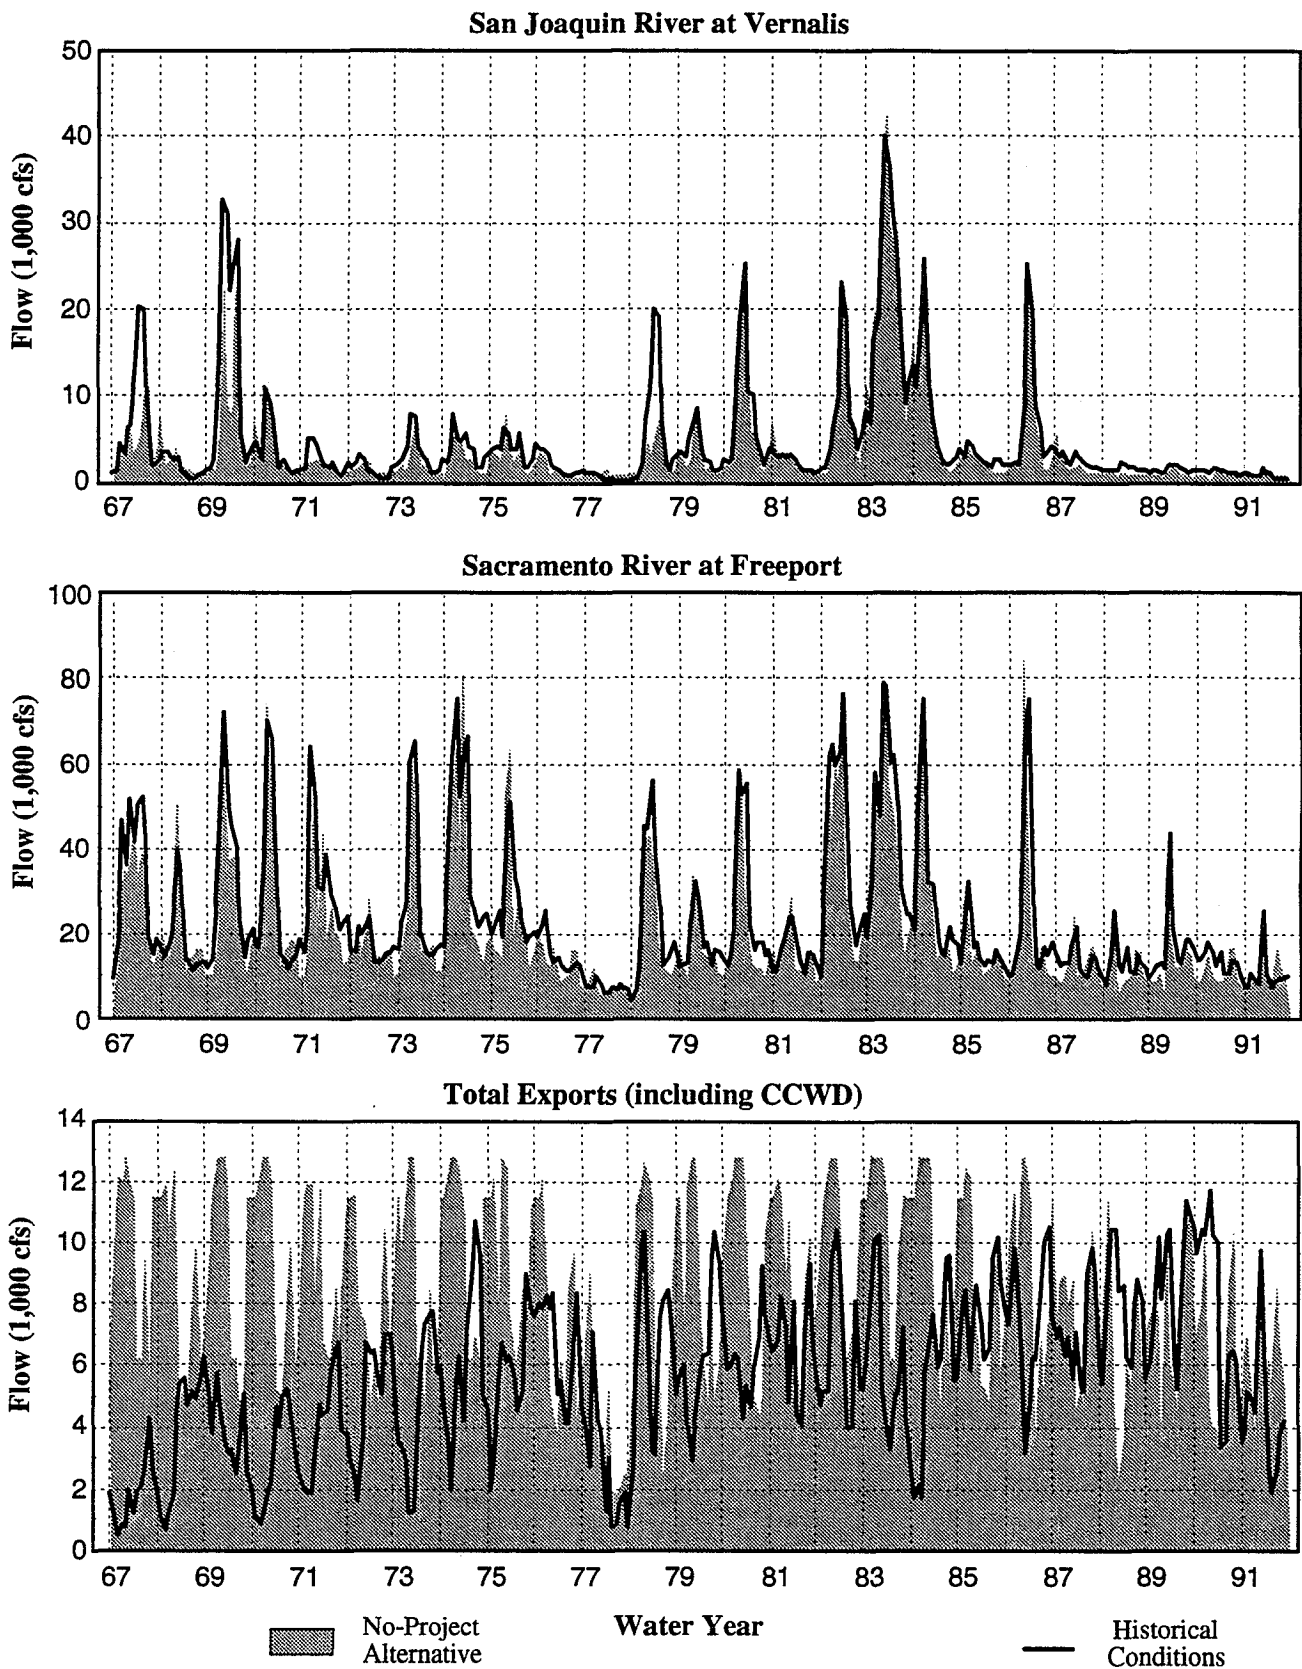 San Joaquin River at Vernalis
Flow (1,000 cfs)
50
40
30
20
10
0
67 69 71 73 75 77 79 81 83 85 87 89 91
Sacramento River at Freeport
Flow (1,000 cfs)
100
80
60
40
20
0
67 69 71 73 75 77 79 81 83 85 87 89 91
Total Exports (including CCWD)
Flow (1,000 cfs)
14
12
10
8
6
4
2
0
67 69 71 73 75 77 79 81 83 85 87 89 91
Water Year
No-Project
Alternative
Historical
Conditions